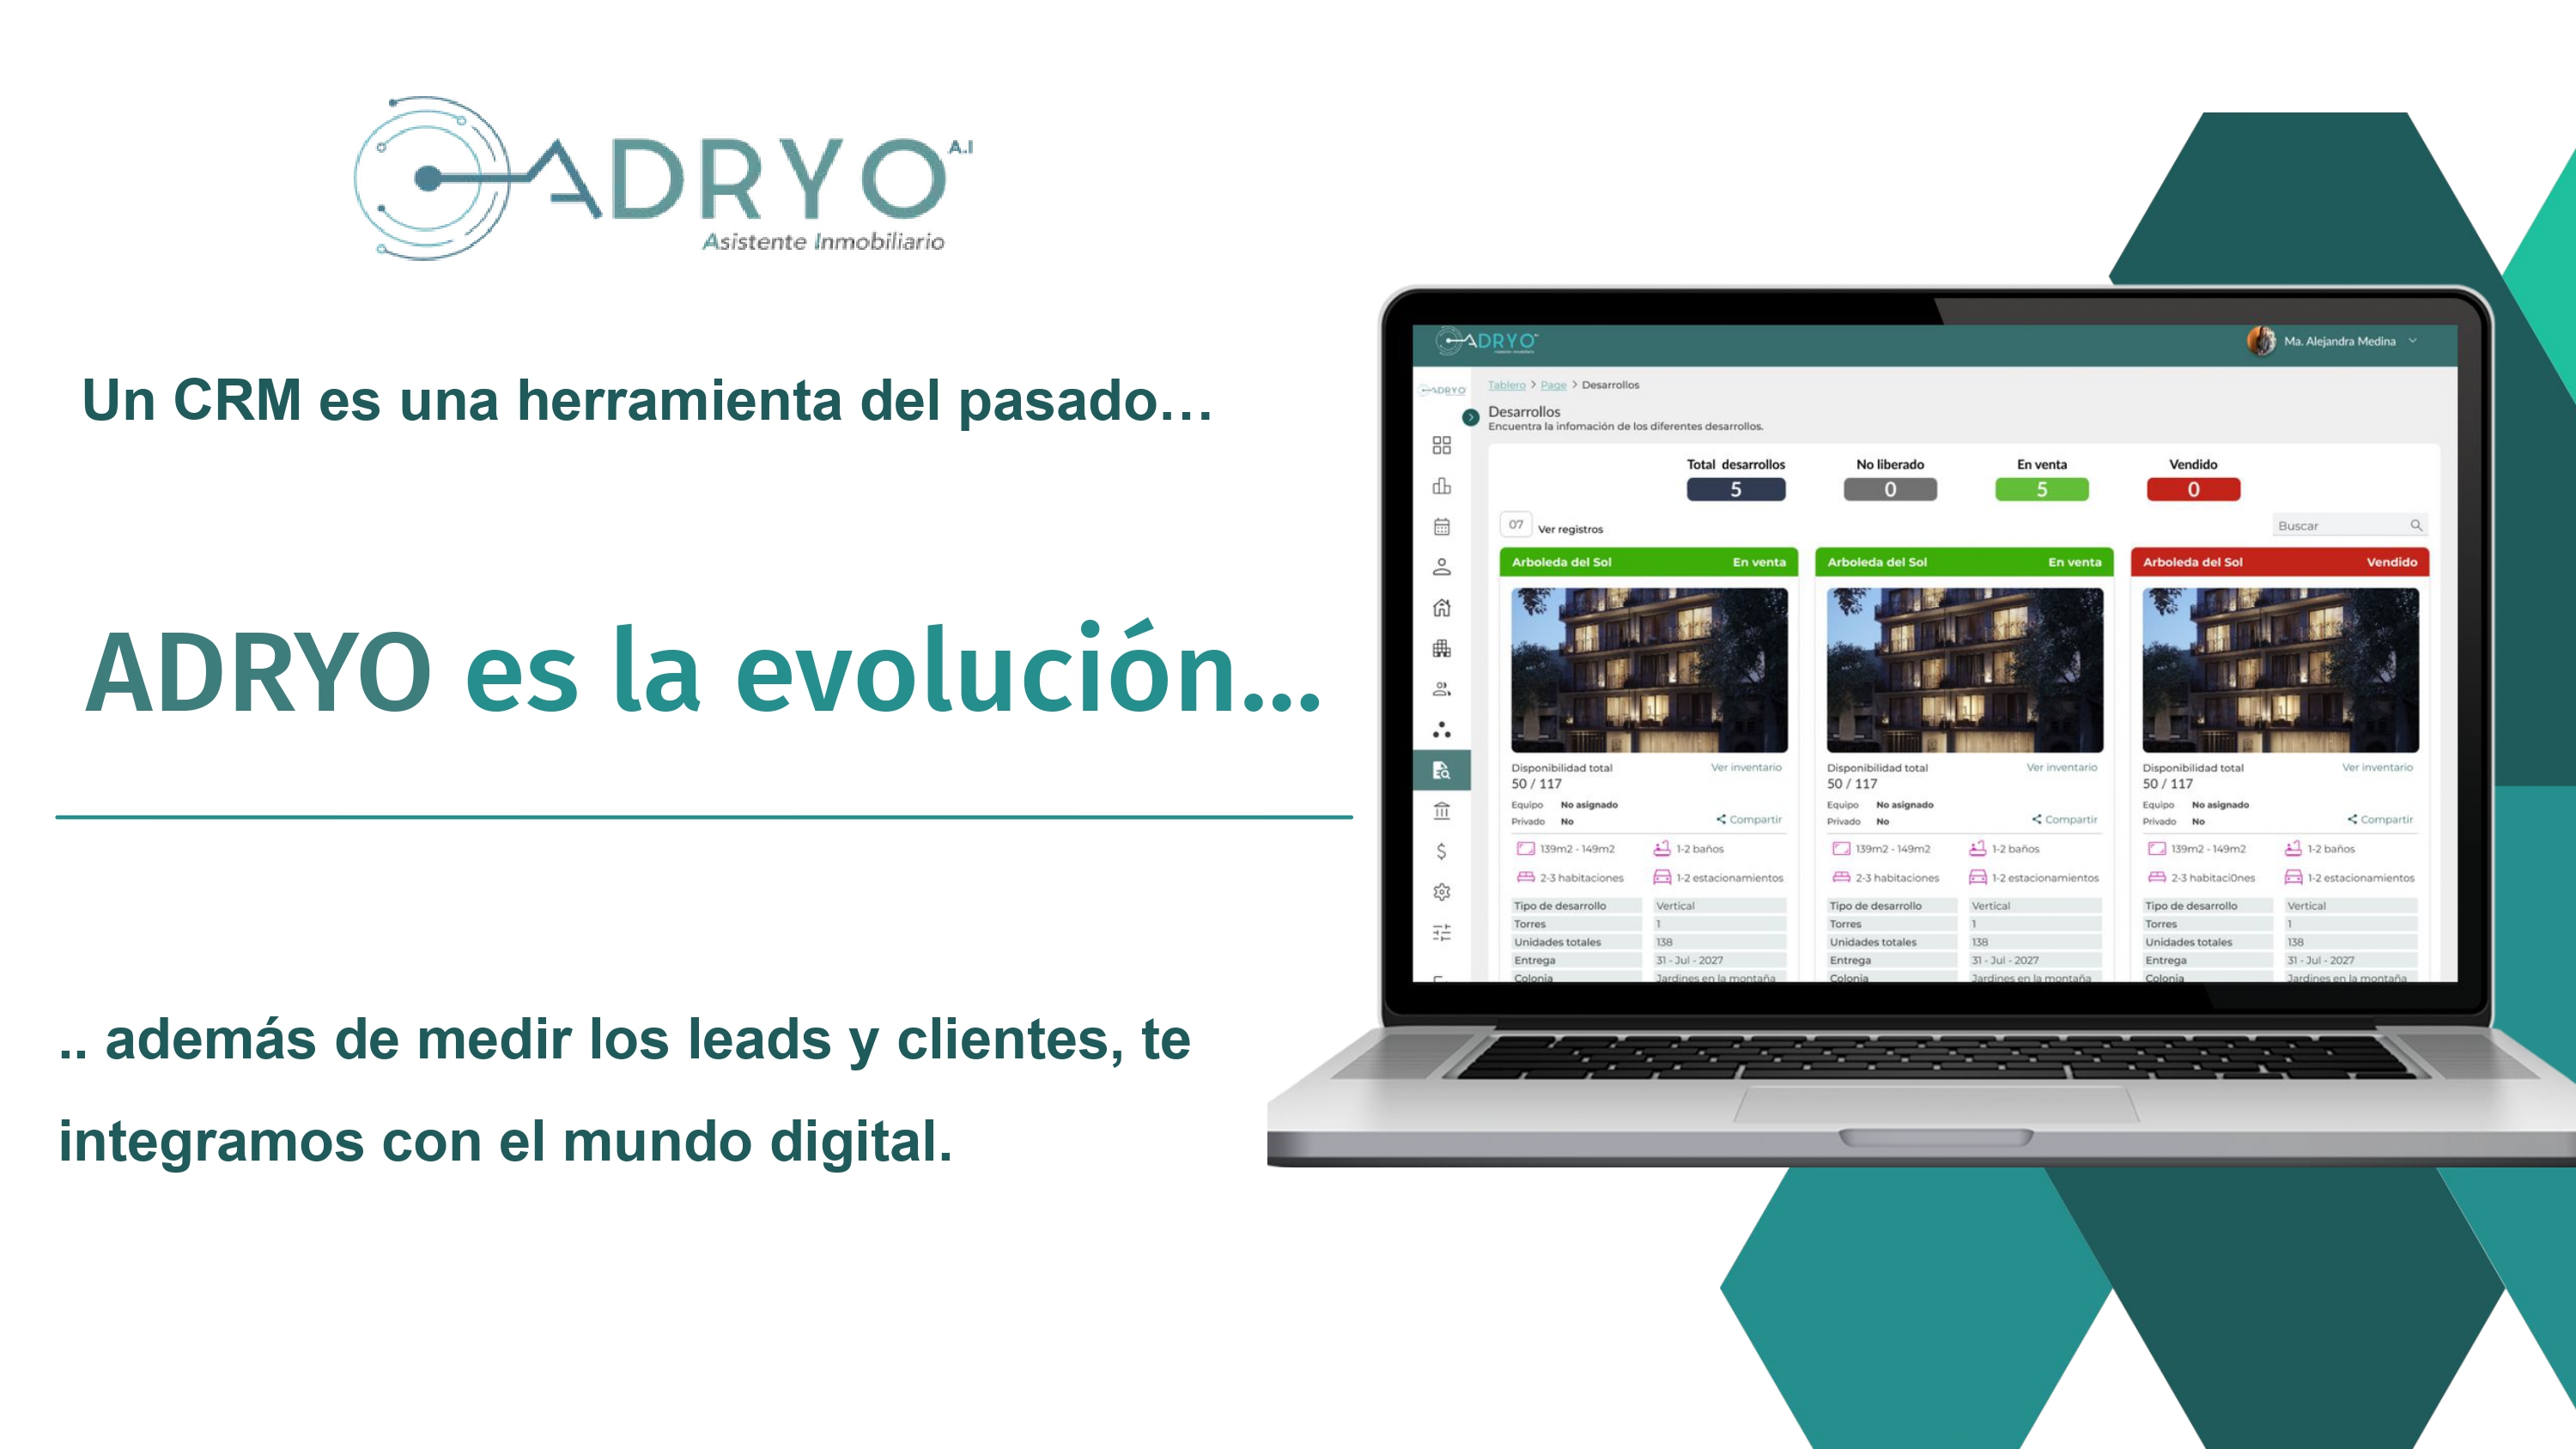 ADRYO A.I
Asistente Inmobiliario
Un CRM es una herramienta del pasado...
ADRYO es la evolución...
.. además de medir los leads y clientes, te
integramos con el mundo digital.
ADRYO
Ma. Alejandra Medina
ADRYO
Tablero > Page > Desarrollos
Desarrollos
Encuentra la infomación de los diferentes desarrollos.
Total desarrollos No liberado En venta Vendido
5 0 5 0
07 Ver registros Buscar
Arboleda del Sol En venta Arboleda del Sol En venta Arboleda del Sol Vendido
Disponibilidad total Ver inventario Disponibilidad total Ver inventario Disponibilidad total Ver inventario
50 / 117 50 / 117 50 / 117
Equipo No asignado Equipo No asignado Equipo No asignado
Privado No Compartir Privado No Compartir Privado No Compartir
139m2 - 149m2 1-2 baños 139m2 - 149m2 1-2 baños 139m2 - 149m2 1-2 baños
2-3 habitaciones 1-2 estacionamientos 2-3 habitaciones 1-2 estacionamientos 2-3 habitaci0nes 1-2 estacionamientos
Tipo de desarrollo Vertical Tipo de desarrollo Vertical Tipo de desarrollo Vertical
Torres 1 Torres 1 Torres 1
Unidades totales 138 Unidades totales 138 Unidades totales 138
Entrega 31 - Jul - 2027 Entrega 31 - Jul - 2027 Entrega 31 - Jul - 2027
Colonia Jardines en la montaña Colonia Jardines en la montaña Colonia Jardines en la montaña